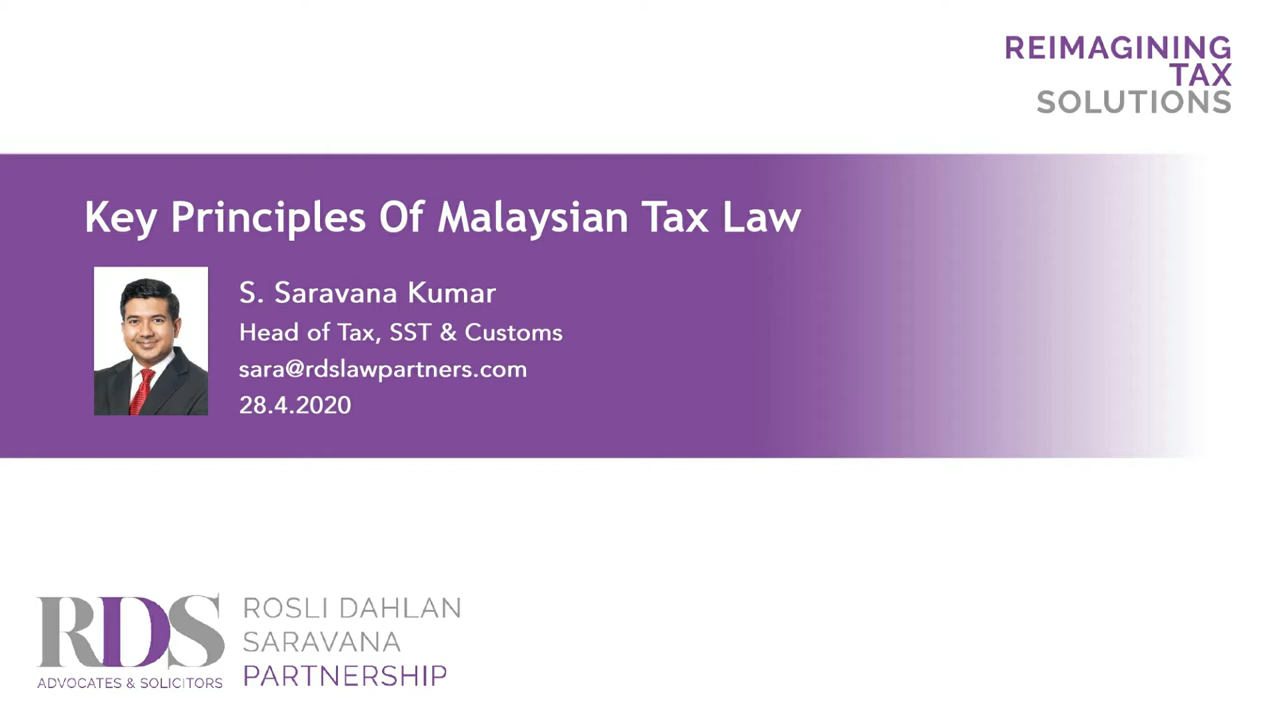 REIMAGINING
TAX
SOLUTIONS
Key Principles Of Malaysian Tax Law
S. Saravana Kumar
Head of Tax, SST & Customs
sara@rdslawpartners.com
28.4.2020
RDS
ADVOCATES & SOLICITORS
ROSLI DAHLAN
SARAVANA
PARTNERSHIP